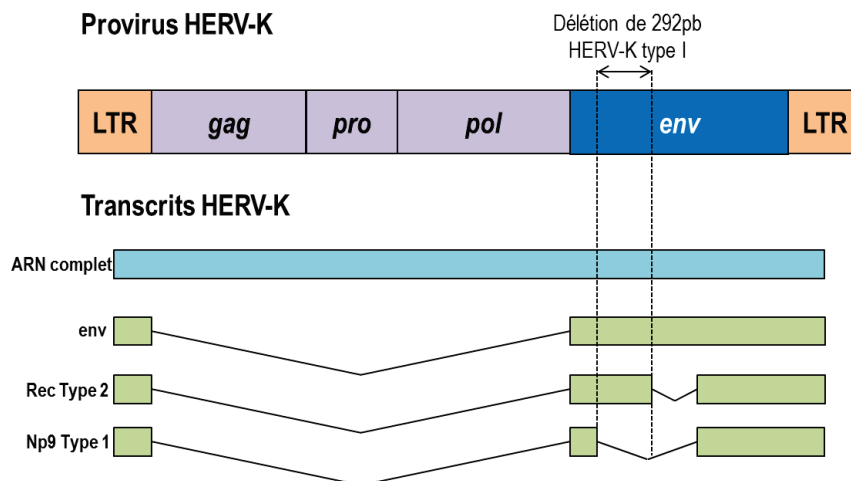 Provirus HERV-K
Délétion de 292pb
HERV-K type I
LTR gag pro pol env LTR
Transcrits HERV-K
ARN complet
env
Rec Type 2
Np9 Type 1